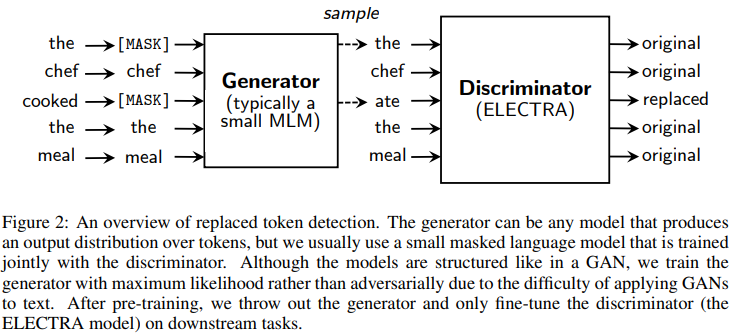 sample
the [MASK] the original
chef chef Generator chef Discriminator original
cooked [MASK] (typically a ate (ELECTRA) replaced
the the small MLM) the original
meal meal meal original
Figure 2: An overview of replaced token detection. The generator can be any model that produces
an output distribution over tokens, but we usually use a small masked language model that is trained
jointly with the discriminator. Although the models are structured like in a GAN, we train the
generator with maximum likelihood rather than adversarially due to the difficulty of applying GANs
to text. After pre-training, we throw out the generator and only fine-tune the discriminator (the
ELECTRA model) on downstream tasks.